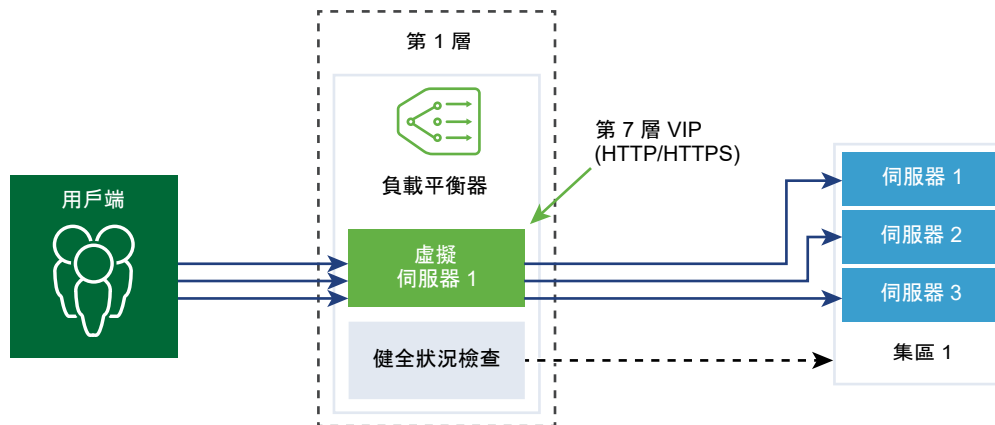 第 1 層
負載平衡器
第 7 層 VIP
(HTTP/HTTPS)
用戶端
虛擬
伺服器 1
健全狀況檢查
伺服器 1
伺服器 2
伺服器 3
集區 1